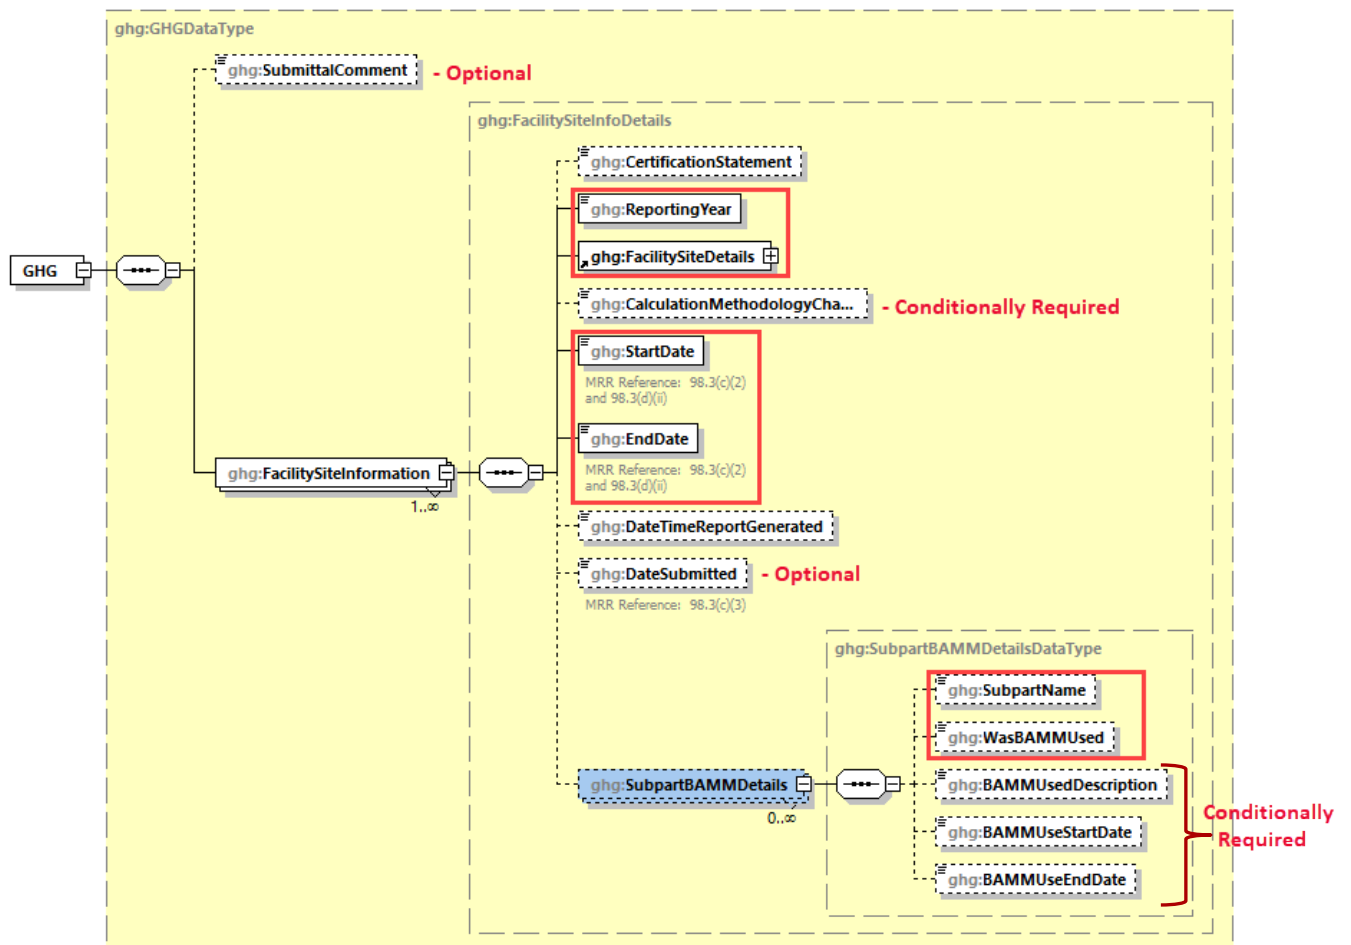 ghg:GHGDataType
ghg:SubmittalComment
- Optional
ghg:FacilitySiteInfoDetails
ghg:CertificationStatement
ghg:ReportingYear
ghg:FacilitySiteDetails
GHG
ghg:CalculationMethodologyCha...
- Conditionally Required
ghg:StartDate
MRR Reference: 98.3(c)(2)
and 98.3(d)(ii)
ghg:EndDate
MRR Reference: 98.3(c)(2)
and 98.3(d)(ii)
ghg:FacilitySiteInformation
1..∞
ghg:DateTimeReportGenerated
ghg:DateSubmitted
- Optional
MRR Reference: 98.3(c)(3)
ghg:SubpartBAMMDetailsDataType
ghg:SubpartName
ghg:WasBAMMUsed
ghg:SubpartBAMMDetails
0..∞
ghg:BAMMUsedDescription
ghg:BAMMUseStartDate
ghg:BAMMUseEndDate
Conditionally
Required